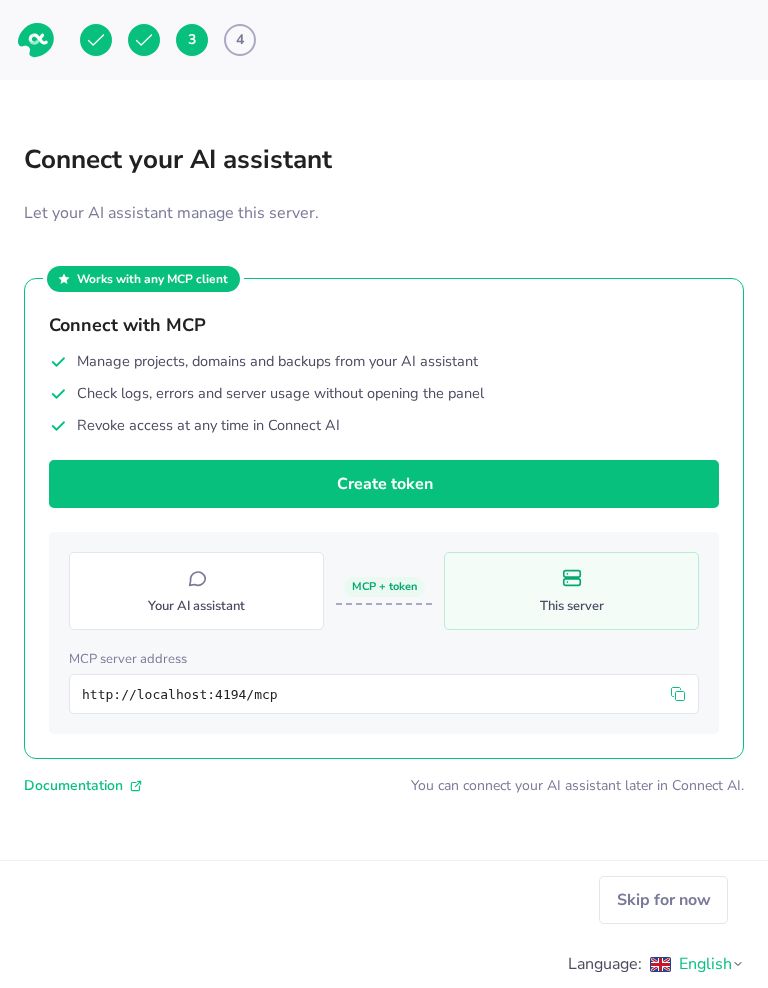 3
4
Connect your AI assistant
Let your AI assistant manage this server.
Works with any MCP client
Connect with MCP
Manage projects, domains and backups from your AI assistant
Check logs, errors and server usage without opening the panel
Revoke access at any time in Connect AI
Create token
Your AI assistant
MCP + token
This server
MCP server address
http://localhost:4194/mcp
Documentation
You can connect your AI assistant later in Connect AI.
Skip for now
Language: English